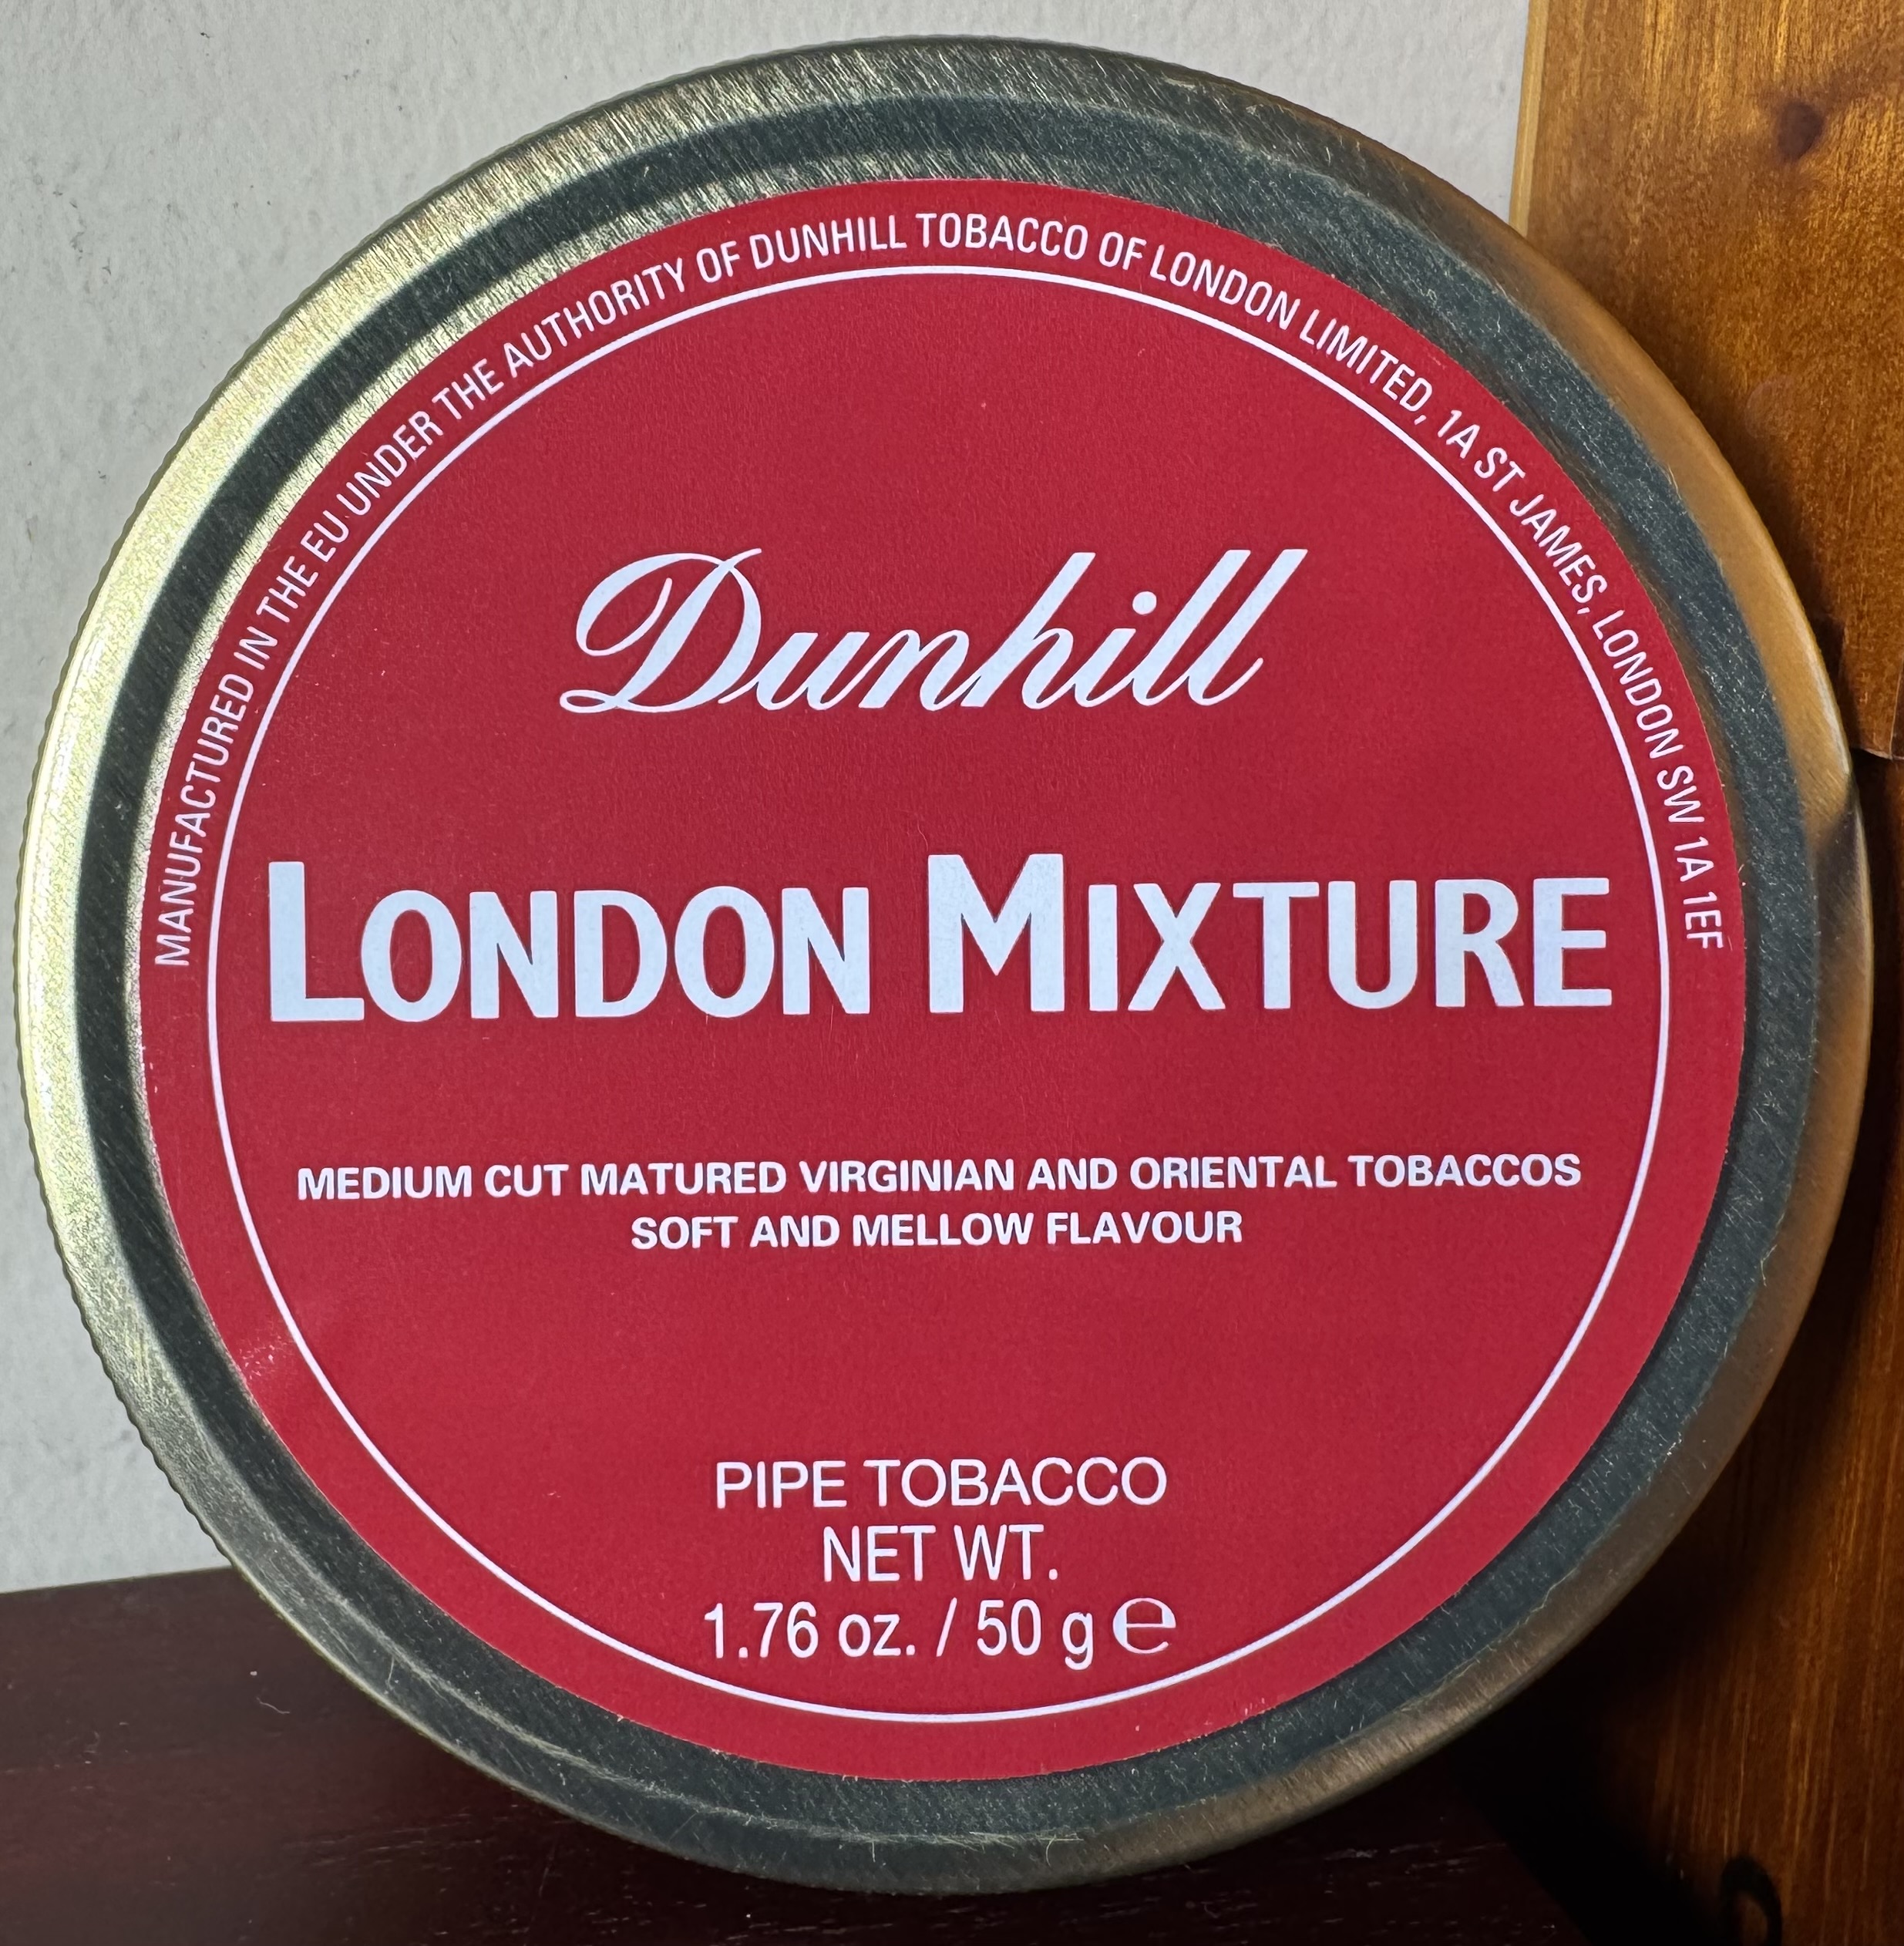 MANUFACTURED IN THE EU UNDER THE AUTHORITY OF DUNHILL TOBACCO OF LONDON LIMITED, 1A ST JAMES, LONDON SW 1A 1EF
Dunhill
LONDON MIXTURE
MEDIUM CUT MATURED VIRGINIAN AND ORIENTAL TOBACCOS
SOFT AND MELLOW FLAVOUR
PIPE TOBACCO
NET WT.
1.76 oz. / 50 g ℮